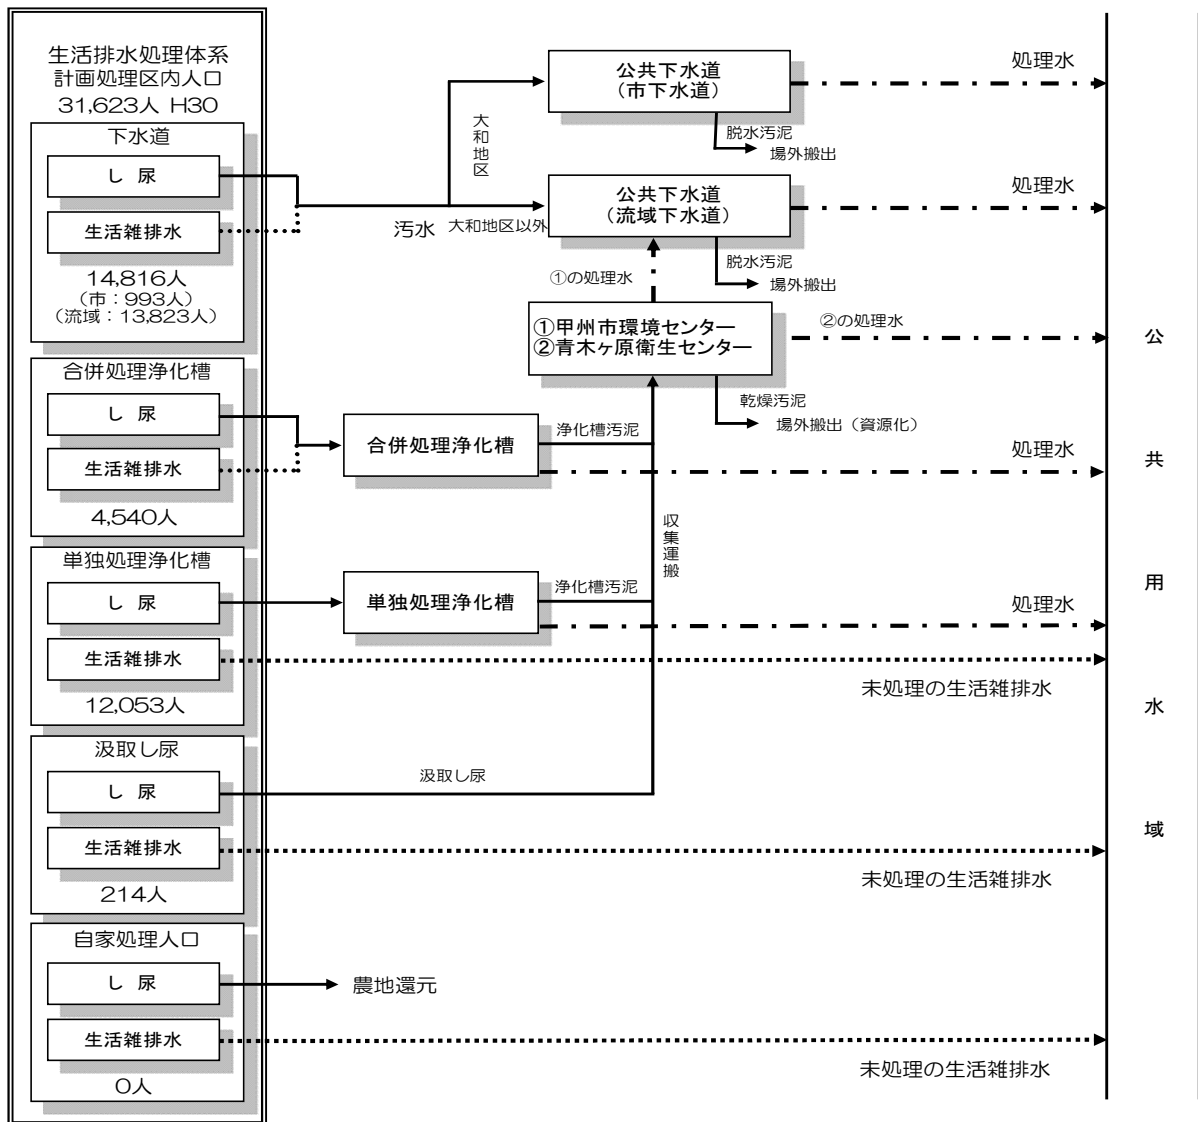 生活排水処理体系
計画処理区内人口
31,623人 H30
下水道
し 尿
生活雑排水
14,816人
（市：993人）
（流域：13,823人）
合併処理浄化槽
し 尿
生活雑排水
4,540人
単独処理浄化槽
し 尿
生活雑排水
12,053人
汲取し尿
し 尿
生活雑排水
214人
自家処理人口
し 尿
生活雑排水
0人
汚水
大和地区
大和地区以外
公共下水道
（市下水道）
脱水汚泥
場外搬出
処理水
公共下水道
（流域下水道）
脱水汚泥
場外搬出
処理水
①の処理水
①甲州市環境センター
②青木ヶ原衛生センター
②の処理水
乾燥汚泥
場外搬出（資源化）
合併処理浄化槽
浄化槽汚泥
処理水
収集運搬
単独処理浄化槽
浄化槽汚泥
処理水
未処理の生活雑排水
汲取し尿
未処理の生活雑排水
農地還元
未処理の生活雑排水
公共用水域